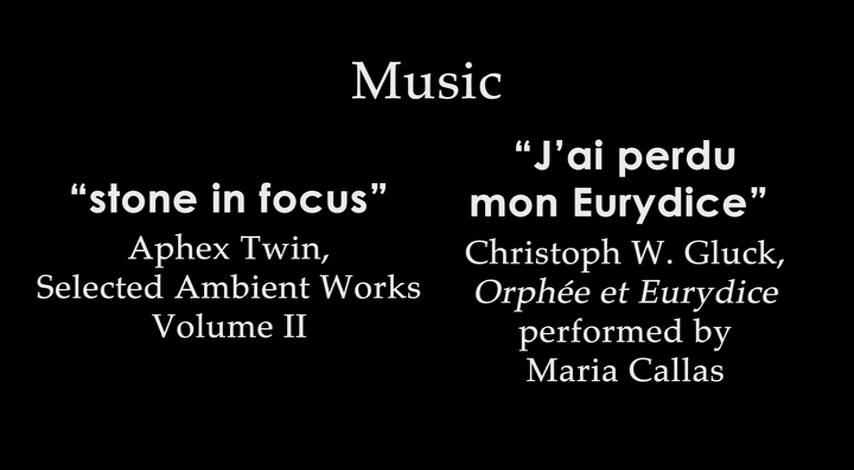 Music
“stone in focus”
Aphex Twin,
Selected Ambient Works
Volume II
“J’ai perdu
mon Eurydice”
Christoph W. Gluck,
Orphée et Eurydice
performed by
Maria Callas